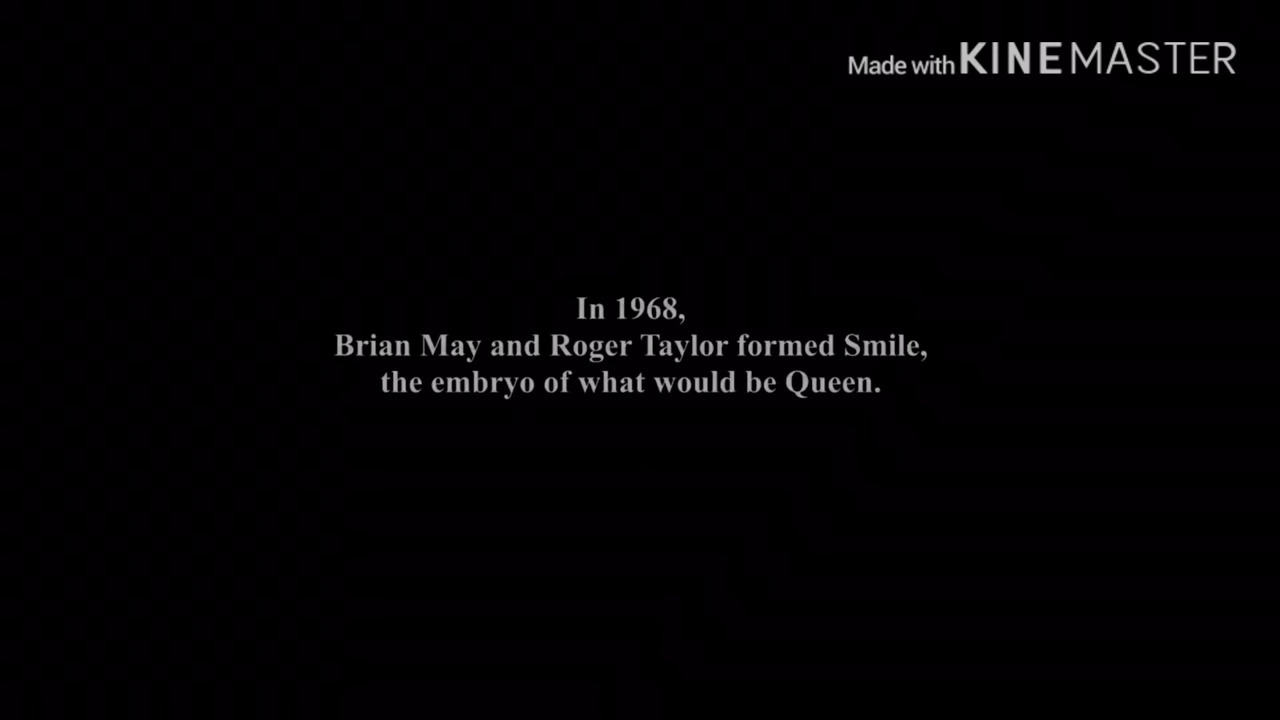 Made with KINEMASTER
In 1968,
Brian May and Roger Taylor formed Smile,
the embryo of what would be Queen.